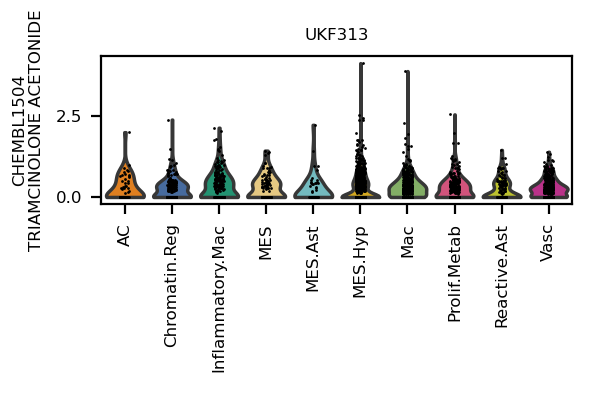 UKF313
CHEMBL1504
TRIAMCINOLONE ACETONIDE
2.5
0.0
AC
Chromatin.Reg
Inflammatory.Mac
MES
MES.Ast
MES.Hyp
Mac
Prolif.Metab
Reactive.Ast
Vasc